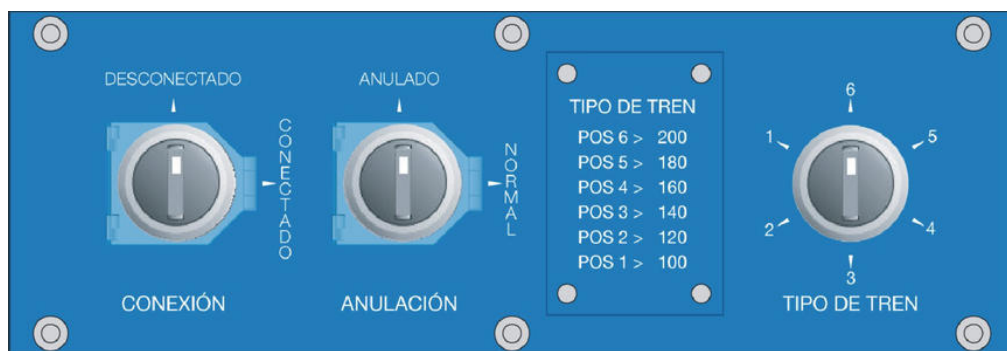 DESCONECTADO
CONECTADO
CONEXIÓN
ANULADO
NORMAL
ANULACIÓN
TIPO DE TREN
POS 6 > 200
POS 5 > 180
POS 4 > 160
POS 3 > 140
POS 2 > 120
POS 1 > 100
6
1
5
2
4
3
TIPO DE TREN